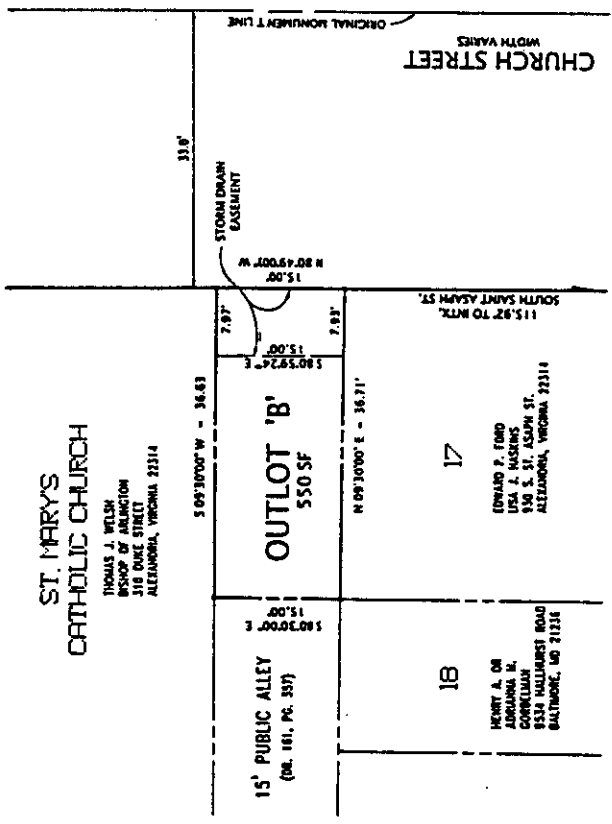 ST. MARY'S
CATHOLIC CHURCH
THOMAS J. WELSH
BISHOP OF ARLINGTON
310 DUKE STREET
ALEXANDRIA, VIRGINIA 22314
33.0'
ORIGINAL MONUMENT LINE
CHURCH STREET
WIDTH VARIES
STORM DRAIN
EASEMENT
N 80°49'00" W
15.00'
7.97'
7.93'
S 80°59'24" E
15.00'
S 09°30'00" W - 36.63
OUTLOT 'B'
550 SF
N 09°30'00" E - 36.71'
S 80°30'00" E
15.00'
15' PUBLIC ALLEY
(DB. 161, PG. 397)
115.92' TO INTX.
SOUTH SAINT ASAPH ST.
17
EDWARD P. FORD
LISA J. HASKINS
930 S. ST. ASAPH ST.
ALEXANDRIA, VIRGINIA 22314
18
HENRY A. OR
ADRIANNA M.
GORBELMAN
9534 HALLHURST ROAD
BALTIMORE, MD 21236